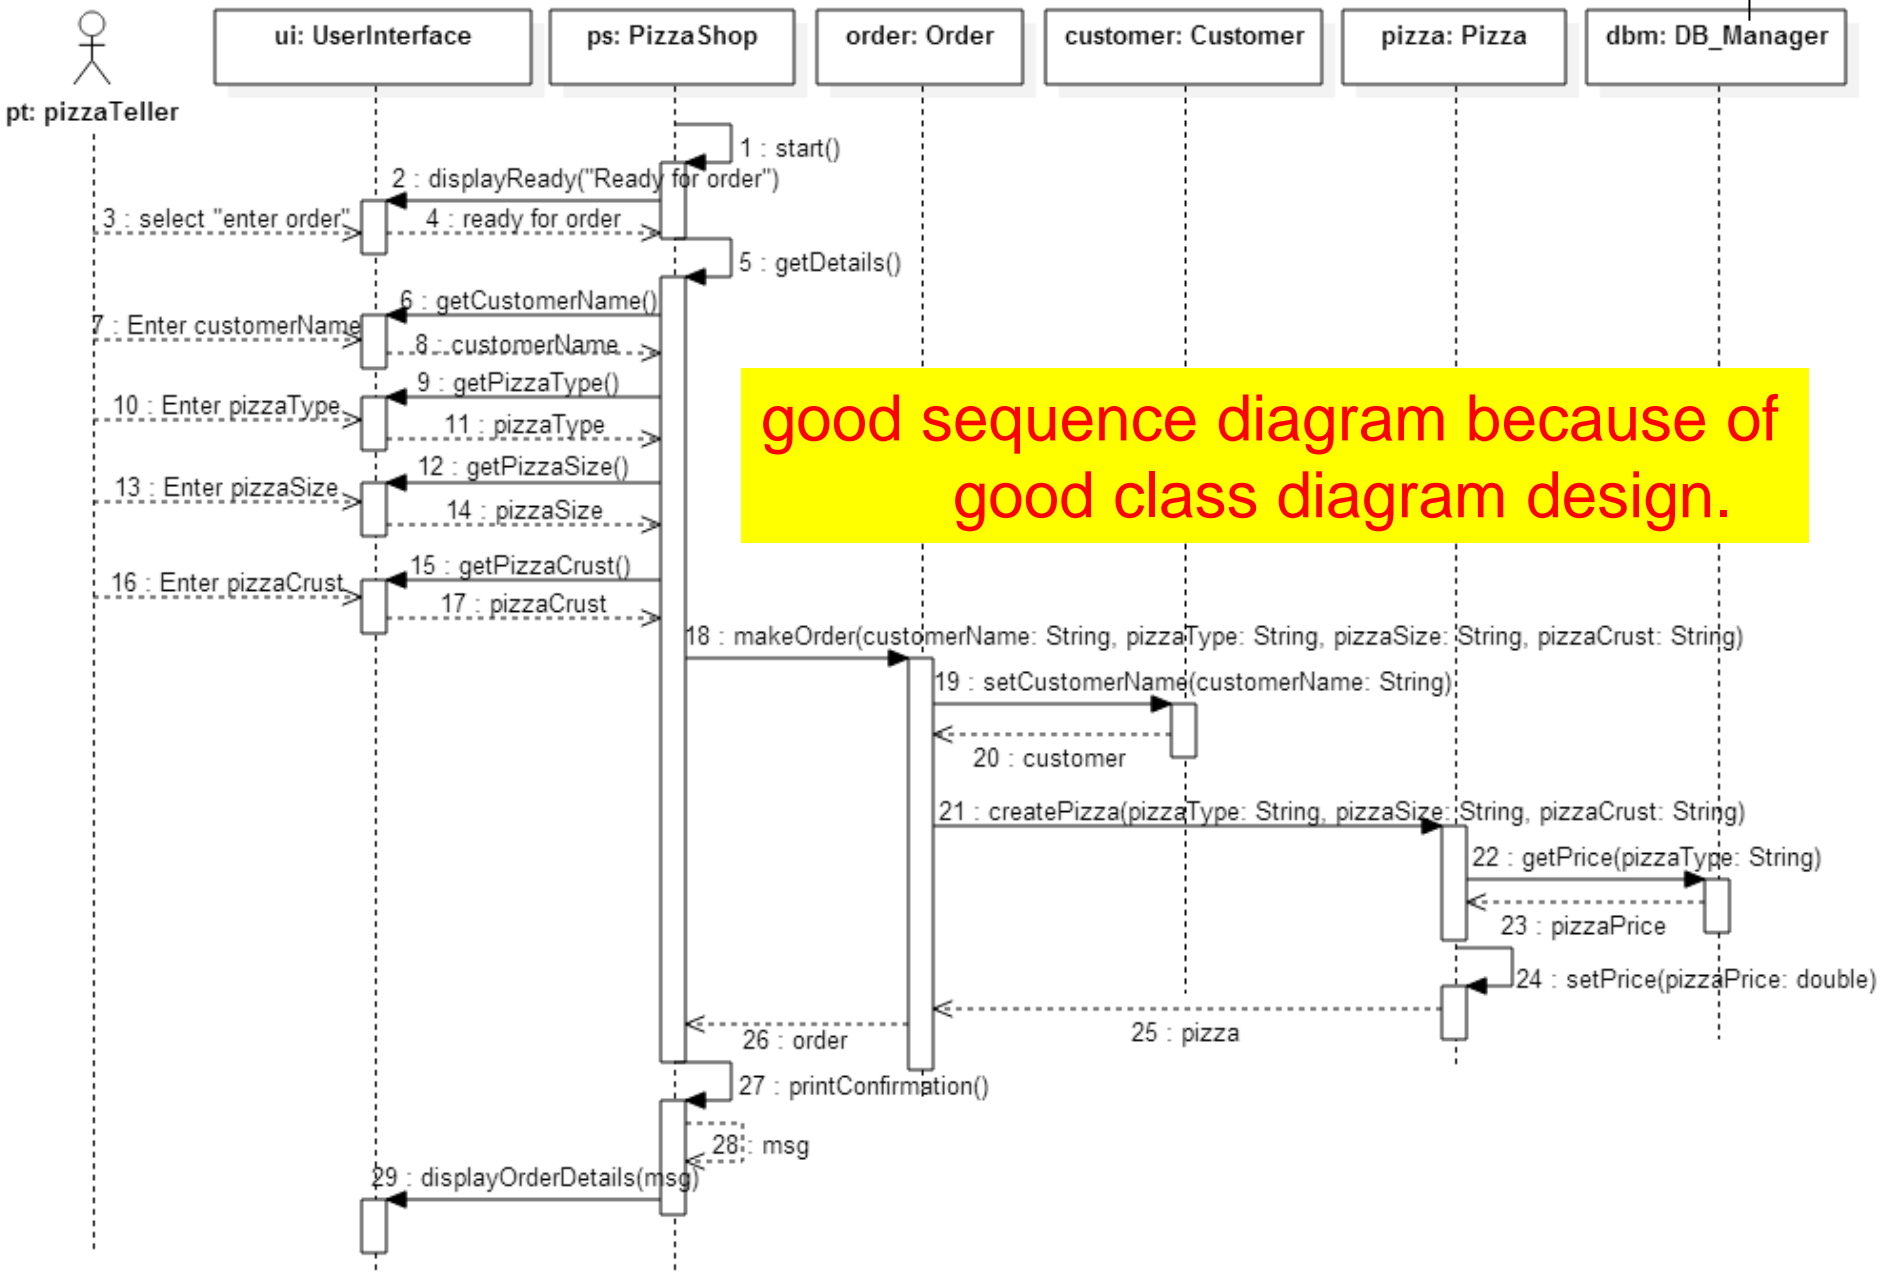 ui: UserInterface
ps: PizzaShop
order: Order
customer: Customer
pizza: Pizza
dbm: DB_Manager
pt: pizzaTeller
1 : start()
2 : displayReady("Ready for order")
3 : select "enter order"
4 : ready for order
5 : getDetails()
6 : getCustomerName()
7 : Enter customerName
8 : customerName
9 : getPizzaType()
10 : Enter pizzaType
11 : pizzaType
12 : getPizzaSize()
13 : Enter pizzaSize
14 : pizzaSize
15 : getPizzaCrust()
16 : Enter pizzaCrust
17 : pizzaCrust
good sequence diagram because of
good class diagram design.
18 : makeOrder(customerName: String, pizzaType: String, pizzaSize: String, pizzaCrust: String)
19 : setCustomerName(customerName: String)
20 : customer
21 : createPizza(pizzaType: String, pizzaSize: String, pizzaCrust: String)
22 : getPrice(pizzaType: String)
23 : pizzaPrice
24 : setPrice(pizzaPrice: double)
25 : pizza
26 : order
27 : printConfirmation()
28 : msg
29 : displayOrderDetails(msg)